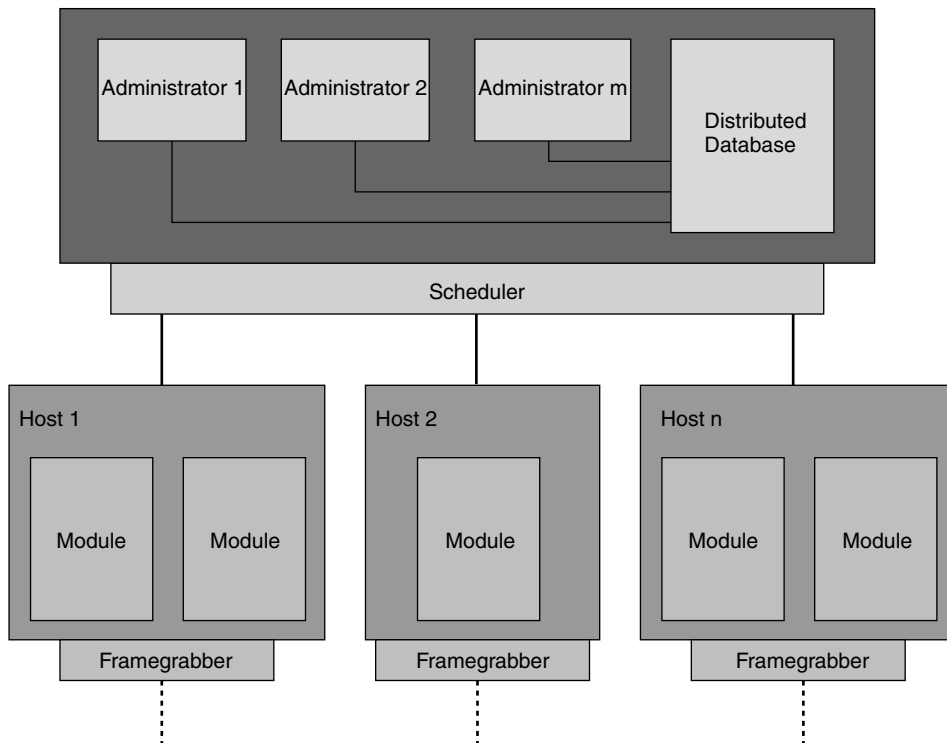 Administrator 1
Administrator 2
Administrator m
Distributed
Database
Scheduler
Host 1
Host 2
Host n
Module
Module
Module
Module
Module
Framegrabber
Framegrabber
Framegrabber